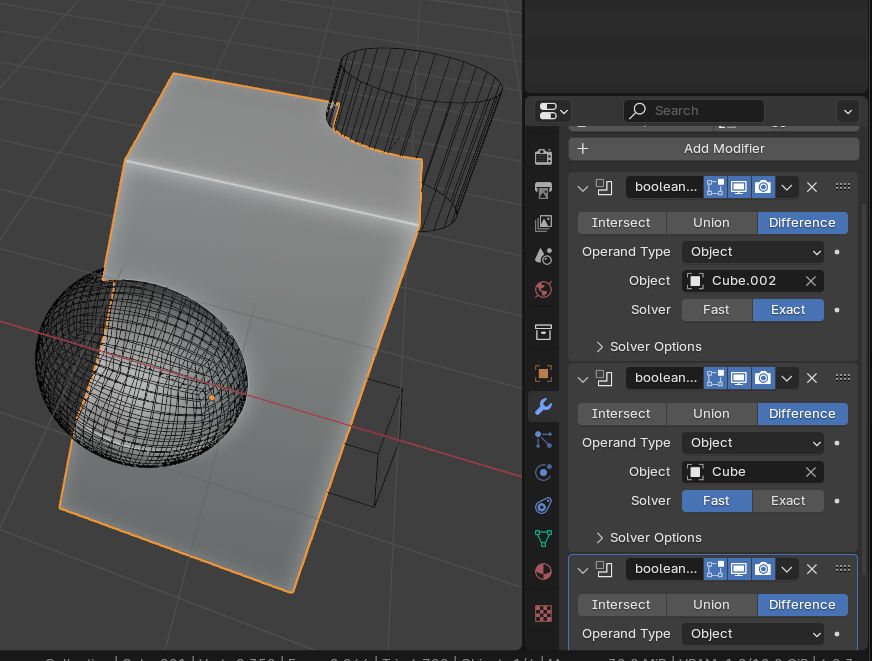 Search
Add Modifier
boolean...
Intersect Union Difference
Operand Type Object
Object Cube.002
Solver Fast Exact
Solver Options
boolean...
Intersect Union Difference
Operand Type Object
Object Cube
Solver Fast Exact
Solver Options
boolean...
Intersect Union Difference
Operand Type Object